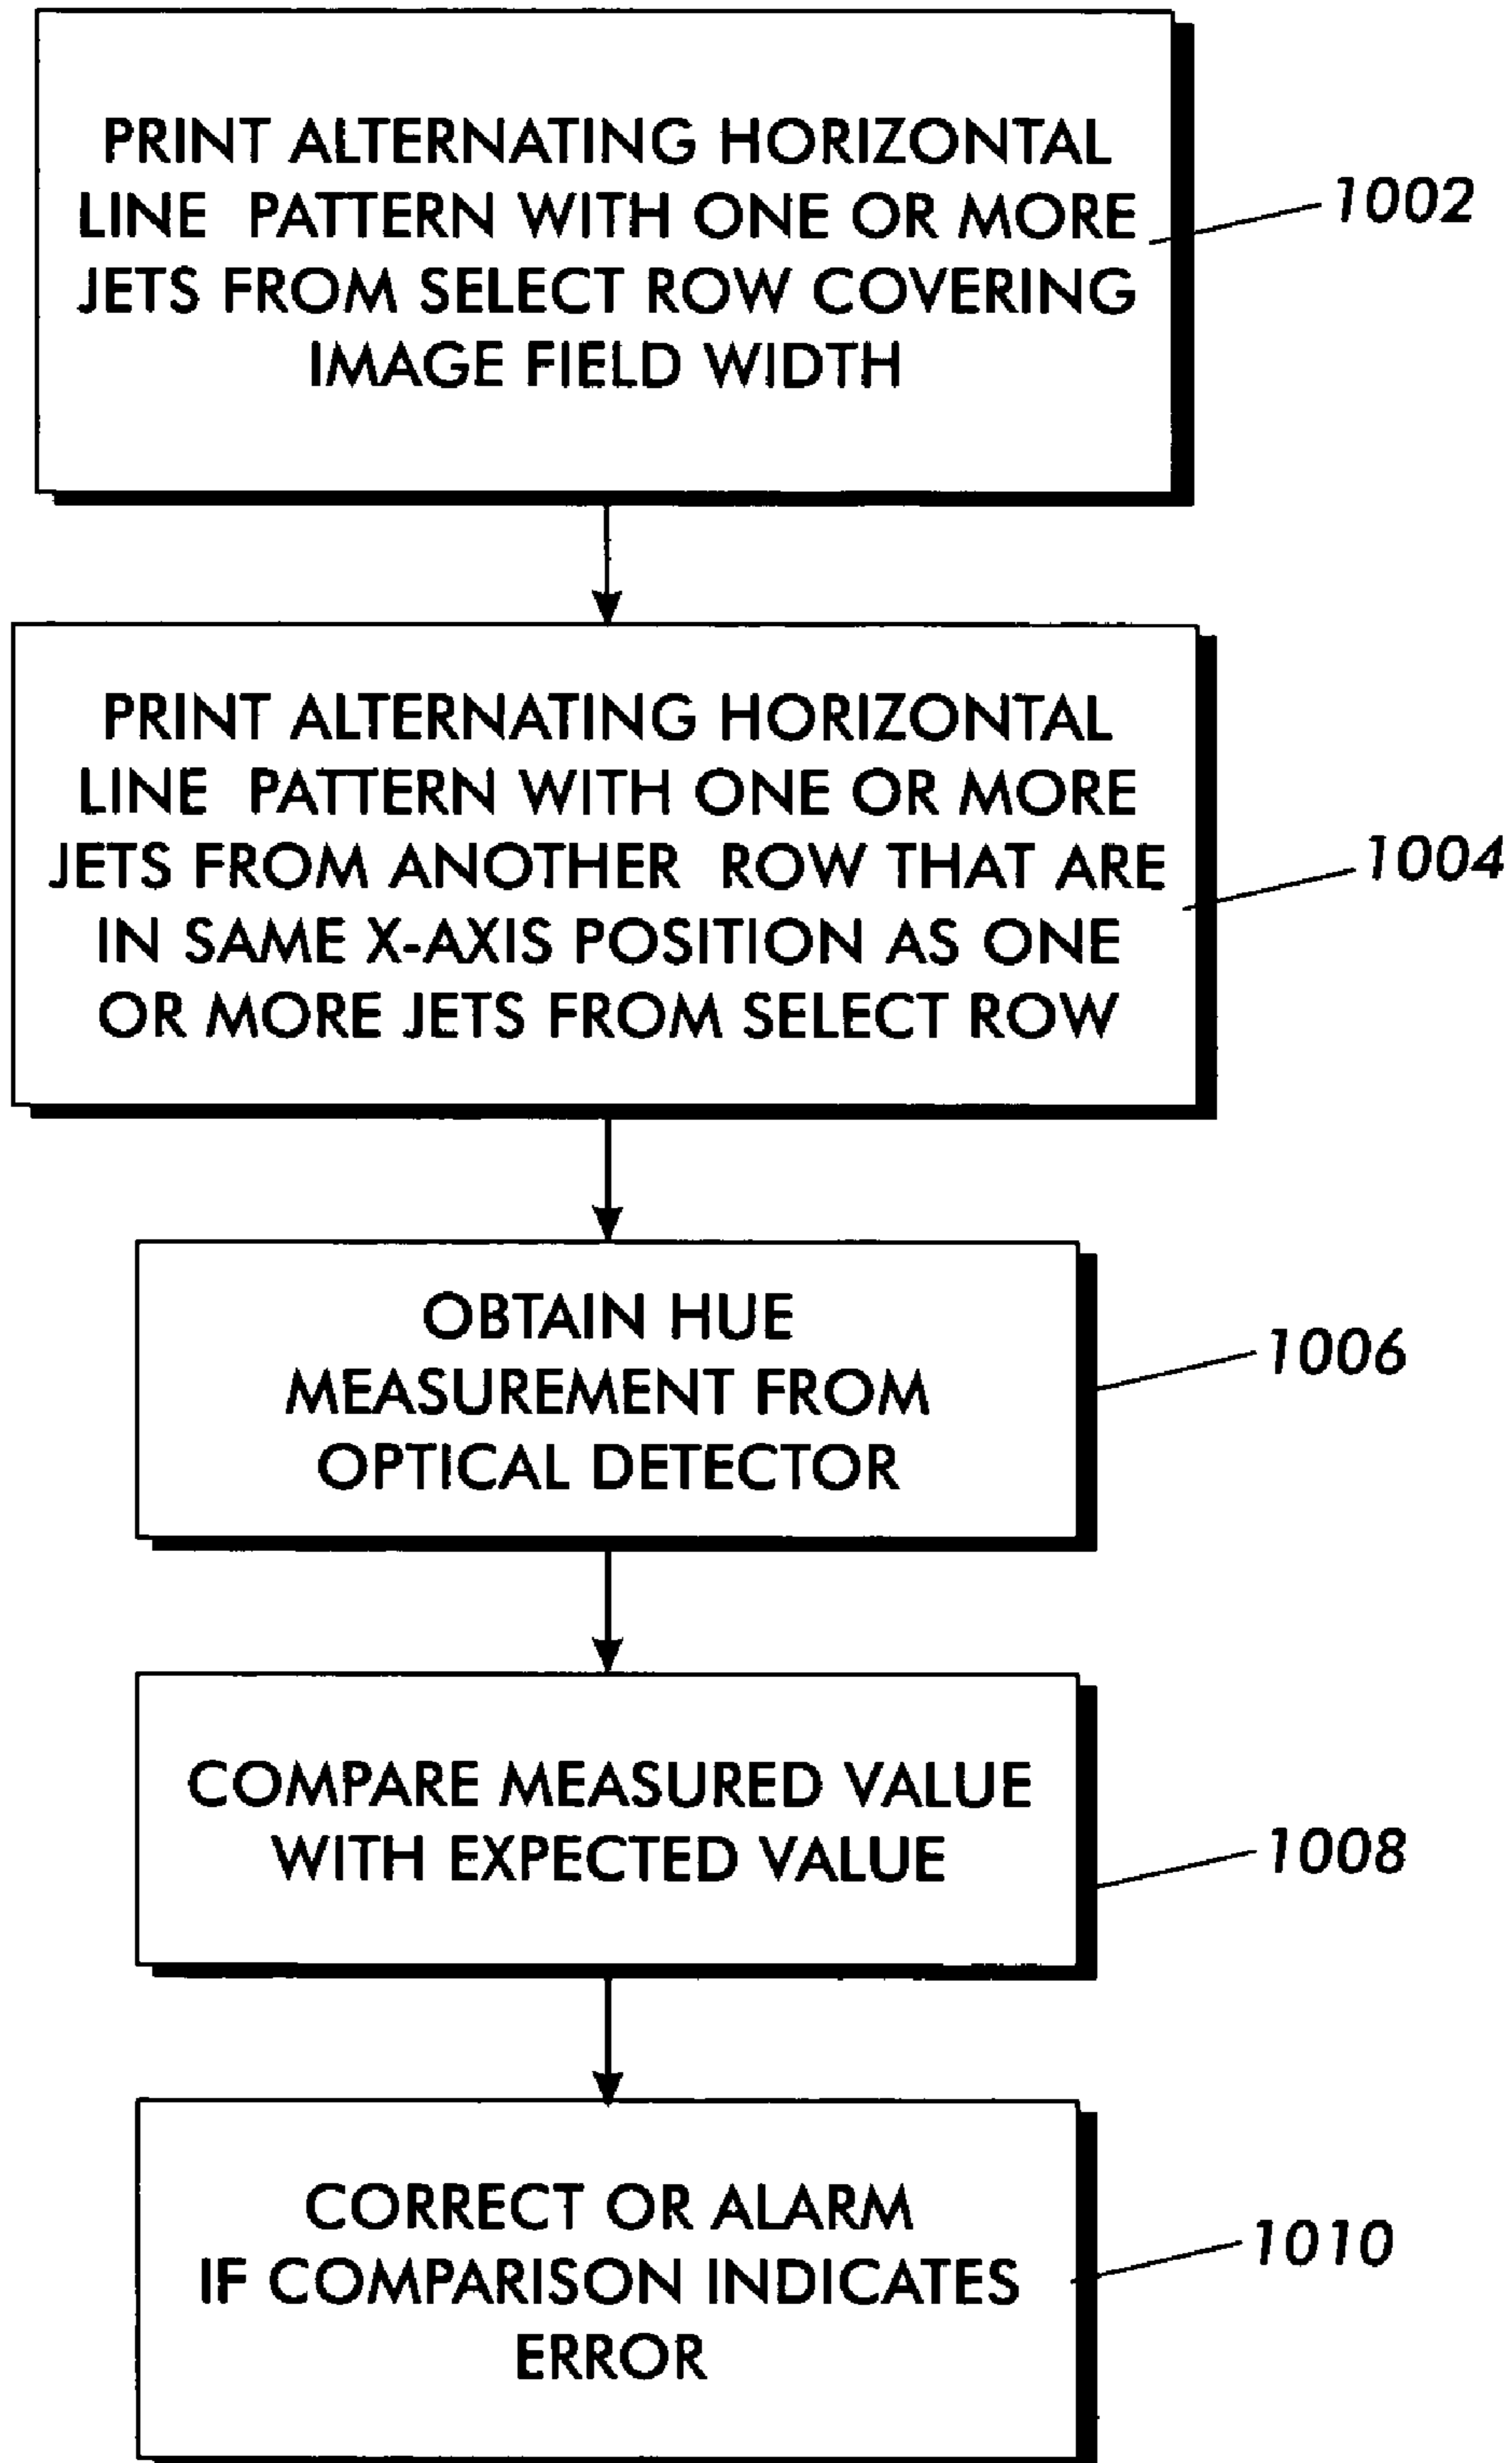 PRINT ALTERNATING HORIZONTAL
LINE PATTERN WITH ONE OR MORE
JETS FROM SELECT ROW COVERING
IMAGE FIELD WIDTH
1002
PRINT ALTERNATING HORIZONTAL
LINE PATTERN WITH ONE OR MORE
JETS FROM ANOTHER ROW THAT ARE
IN SAME X-AXIS POSITION AS ONE
OR MORE JETS FROM SELECT ROW
1004
OBTAIN HUE
MEASUREMENT FROM
OPTICAL DETECTOR
1006
COMPARE MEASURED VALUE
WITH EXPECTED VALUE
1008
CORRECT OR ALARM
IF COMPARISON INDICATES
ERROR
1010